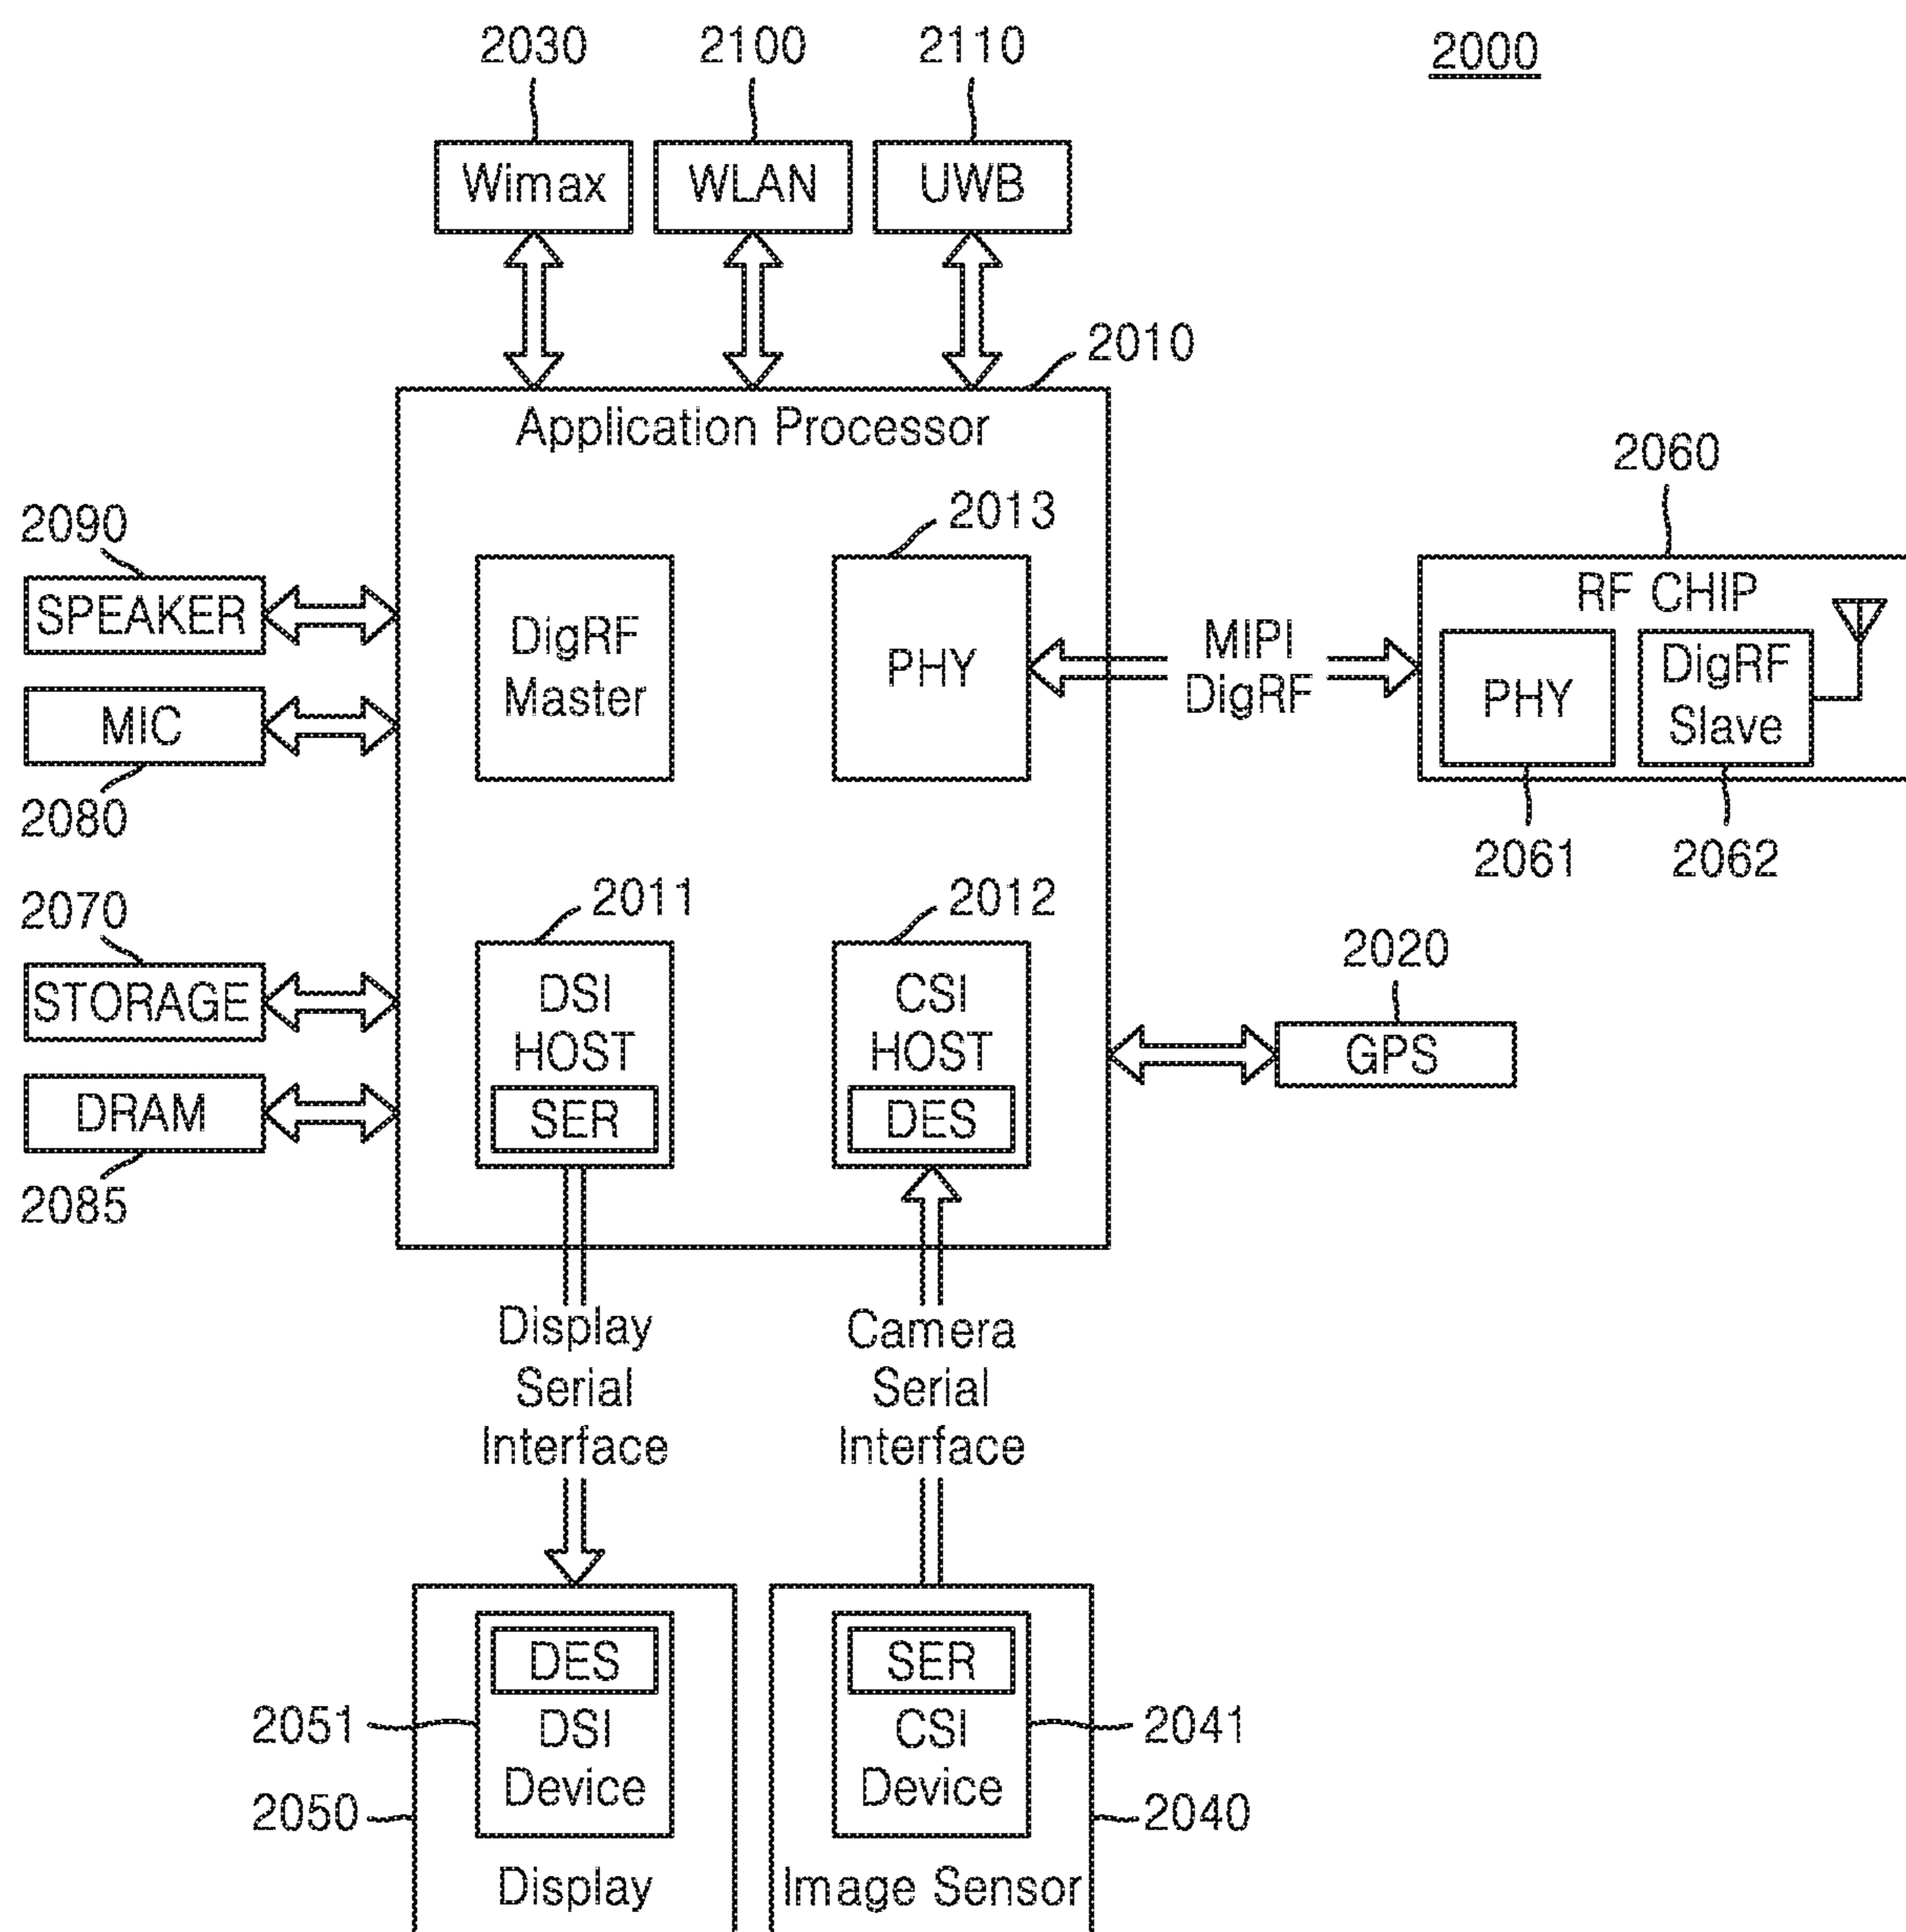 2000
2030
2100
2110
Wimax
WLAN
UWB
2010
Application Processor
2090
SPEAKER
MIC
2080
2070
STORAGE
DRAM
2085
DigRF
Master
2013
PHY
MIPI
DigRF
2060
RF CHIP
PHY
DigRF
Slave
2061
2062
2011
DSI
HOST
SER
2012
CSI
HOST
DES
2020
GPS
Display
Serial
Interface
Camera
Serial
Interface
DES
DSI
Device
2051
2050
Display
SER
CSI
Device
2041
2040
Image Sensor